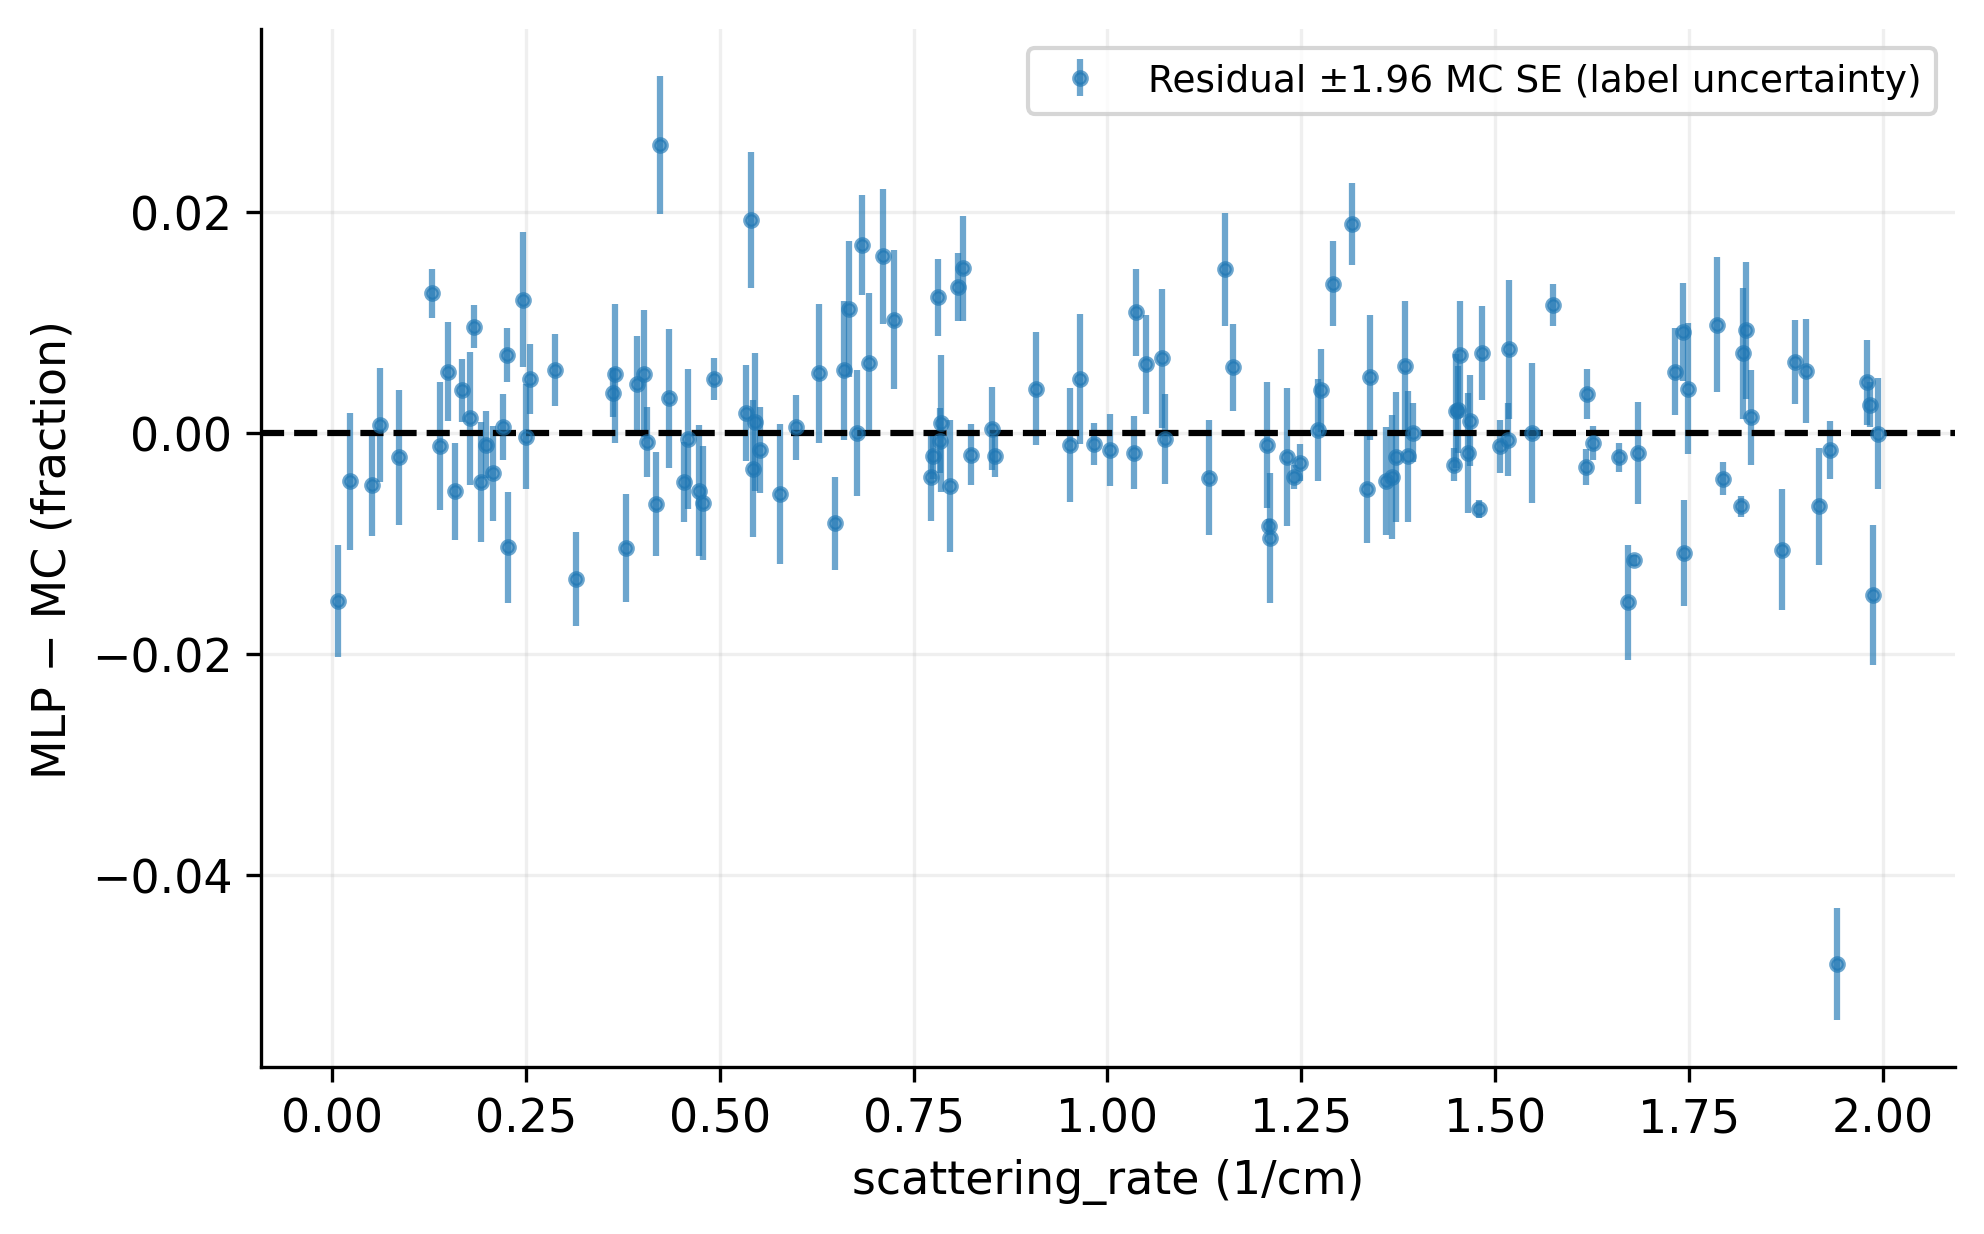 Residual ±1.96 MC SE (label uncertainty)
MLP − MC (fraction)
0.02
0.00
−0.02
−0.04
0.00 0.25 0.50 0.75 1.00 1.25 1.50 1.75 2.00
scattering_rate (1/cm)